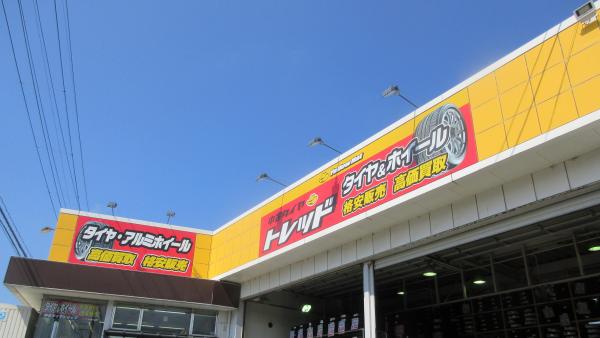 タイヤ・アルミホイール
高価買取 格安販売
中古タイヤ
トレッド
タイヤ&ホイール
格安販売 高価買取